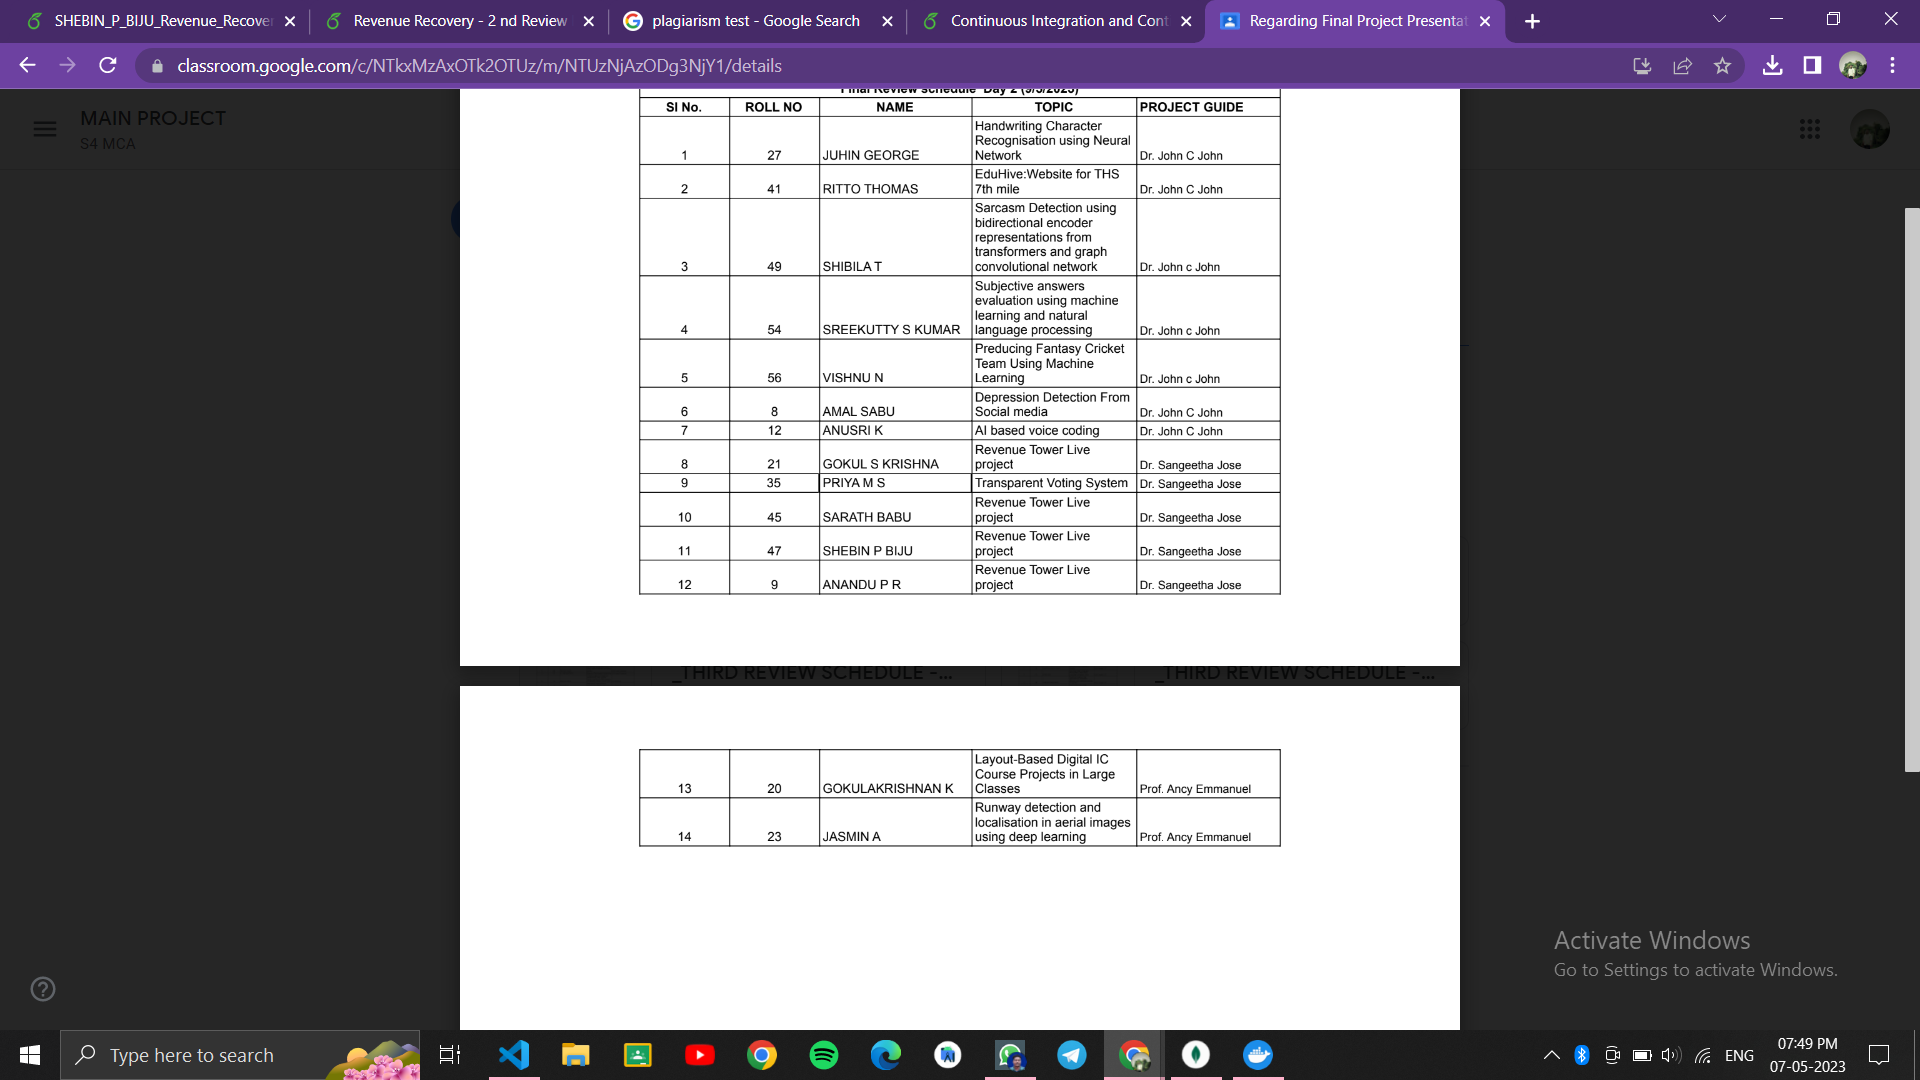 SHEBIN_P_BIJU_Revenue_Recover
Revenue Recovery - 2 nd Review
plagiarism test - Google Search
Continuous Integration and Cont
Regarding Final Project Presentat
classroom.google.com/c/NTkxMzAxOTk2OTUz/m/NTUzNjAzODg3NjY1/details
MAIN PROJECT
S4 MCA
Final Review schedule Day 2 (9/5/2023)
SI No. ROLL NO NAME TOPIC PROJECT GUIDE
Handwriting Character
Recognisation using Neural
1 27 JUHIN GEORGE Network Dr. John C John
EduHive:Website for THS
2 41 RITTO THOMAS 7th mile Dr. John C John
Sarcasm Detection using
bidirectional encoder
representations from
transformers and graph
3 49 SHIBILA T convolutional network Dr. John c John
Subjective answers
evaluation using machine
learning and natural
4 54 SREEKUTTY S KUMAR language processing Dr. John c John
Preducing Fantasy Cricket
Team Using Machine
5 56 VISHNU N Learning Dr. John c John
Depression Detection From
6 8 AMAL SABU Social media Dr. John C John
7 12 ANUSRI K AI based voice coding Dr. John C John
Revenue Tower Live
8 21 GOKUL S KRISHNA project Dr. Sangeetha Jose
9 35 PRIYA M S Transparent Voting System Dr. Sangeetha Jose
Revenue Tower Live
10 45 SARATH BABU project Dr. Sangeetha Jose
Revenue Tower Live
11 47 SHEBIN P BIJU project Dr. Sangeetha Jose
Revenue Tower Live
12 9 ANANDU P R project Dr. Sangeetha Jose
_THIRD REVIEW SCHEDULE -... _THIRD REVIEW SCHEDULE -...
Layout-Based Digital IC
Course Projects in Large
13 20 GOKULAKRISHNAN K Classes Prof. Ancy Emmanuel
Runway detection and
localisation in aerial images
14 23 JASMIN A using deep learning Prof. Ancy Emmanuel
Activate Windows
Go to Settings to activate Windows.
Type here to search
ENG
07:49 PM
07-05-2023